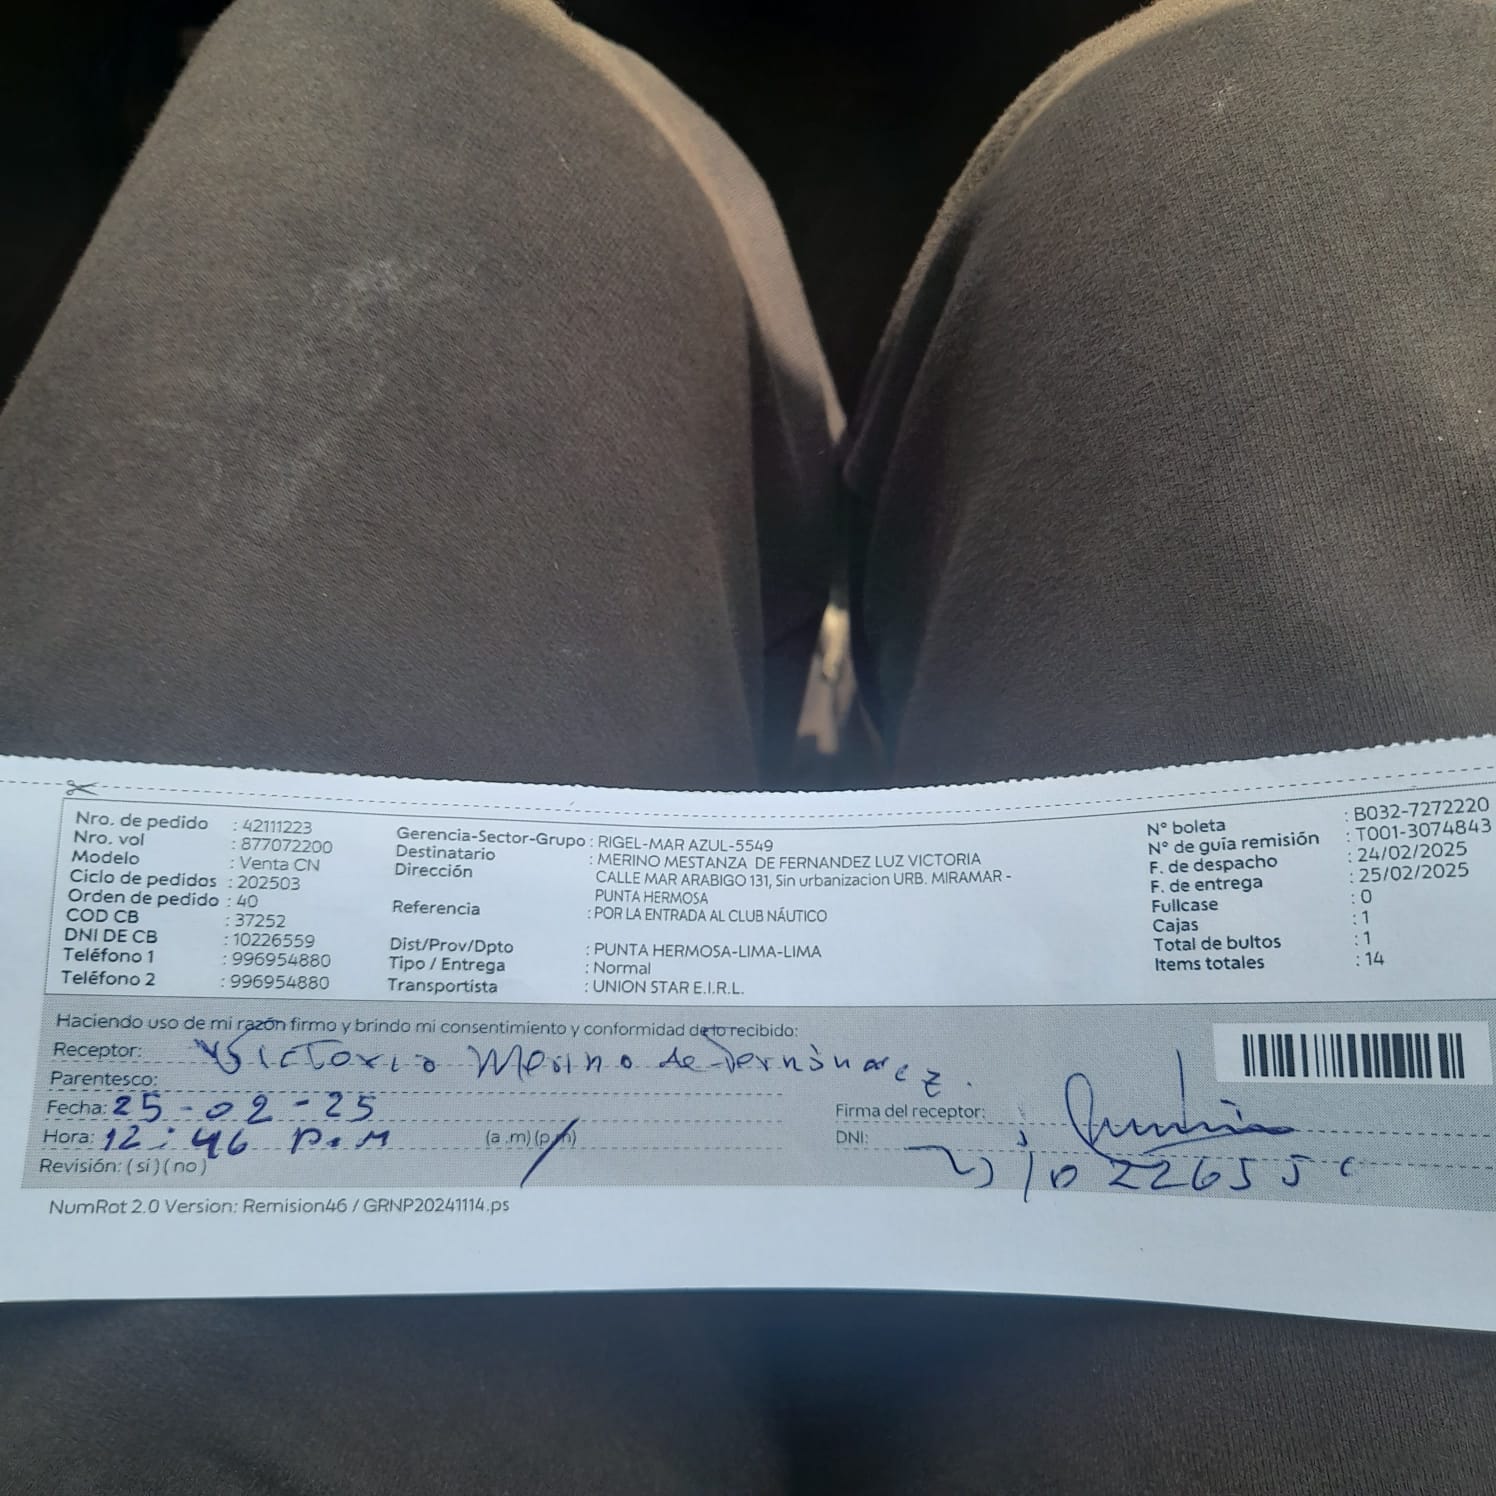 Nro. de pedido : 42111223
Nro. vol : 877072200
Modelo : Venta CN
Ciclo de pedidos : 202503
Orden de pedido : 40
COD CB : 37252
DNI DE CB : 10226559
Teléfono 1 : 996954880
Teléfono 2 : 996954880
Gerencia-Sector-Grupo : RIGEL-MAR AZUL-5549
Destinatario : MERINO MESTANZA DE FERNANDEZ LUZ VICTORIA
Dirección CALLE MAR ARABIGO 131, Sin urbanizacion URB. MIRAMAR -
PUNTA HERMOSA
Referencia : POR LA ENTRADA AL CLUB NÁUTICO
Dist/Prov/Dpto : PUNTA HERMOSA-LIMA-LIMA
Tipo / Entrega : Normal
Transportista : UNION STAR E.I.R.L.
N° boleta : B032-7272220
N° de guía remisión : T001-3074843
F. de despacho : 24/02/2025
F. de entrega : 25/02/2025
Fullcase : 0
Cajas : 1
Total de bultos : 1
Items totales : 14
Haciendo uso de mi razón firmo y brindo mi consentimiento y conformidad de lo recibido:
Receptor: Victoria Merino de Fernández.
Parentesco:
Fecha: 25-02-25
Hora: 12:46 P.M (a.m)(p.m)
Revisión: (si)(no)
Firma del receptor:
DNI: 1022655
NumRot 2.0 Version: Remision46 / GRNP20241114.ps